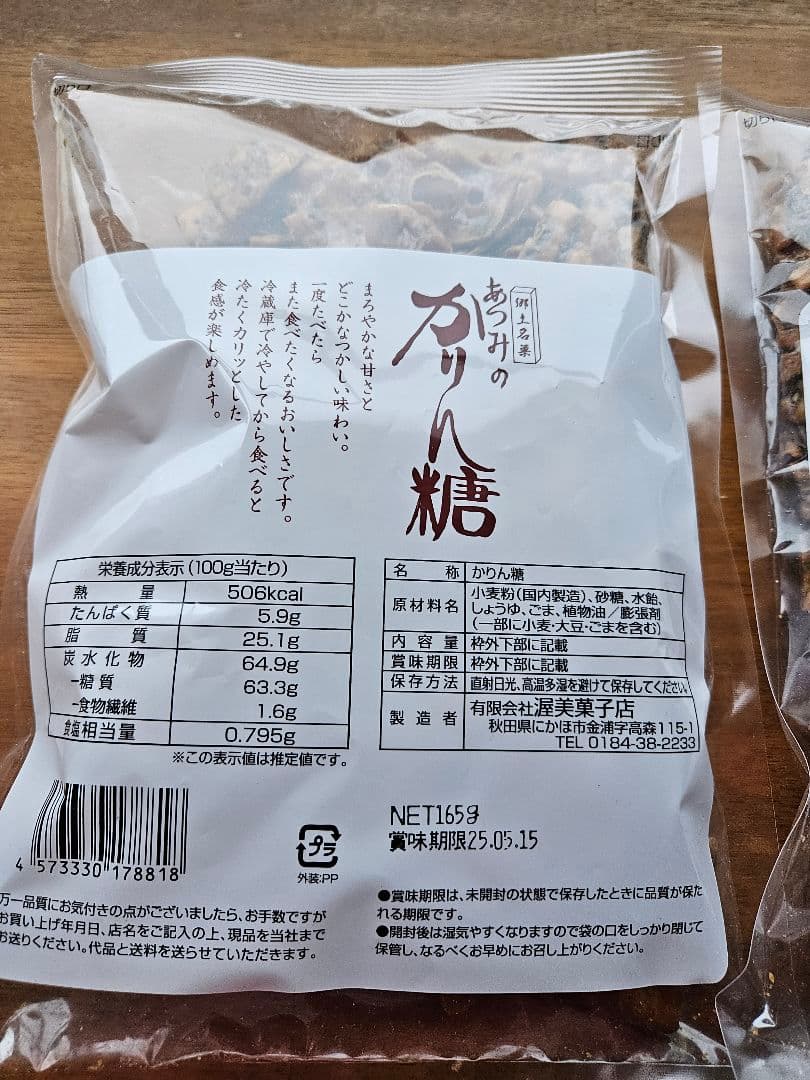 切り口
切り口
郷土名菓
あつみの
かりん糖
まろやかな甘さと
どこかなつかしい味わい。
一度たべたら
また食べたくなるおいしさです。
冷蔵庫で冷やしてから食べると
冷たくカリッとした
食感が楽しめます。
栄養成分表示(100g当たり)
熱量 506kcal
たんぱく質 5.9g
脂質 25.1g
炭水化物 64.9g
-糖質 63.3g
-食物繊維 1.6g
食塩相当量 0.795g
※この表示値は推定値です。
名称 かりん糖
原材料名 小麦粉(国内製造)、砂糖、水飴、
しょうゆ、ごま、植物油/膨張剤
(一部に小麦・大豆・ごまを含む)
内容量 枠外下部に記載
賞味期限 枠外下部に記載
保存方法 直射日光、高温多湿を避けて保存してください。
製造者 有限会社渥美菓子店
秋田県にかほ市金浦字高森115-1
TEL 0184-38-2233
4 573330 178818
プラ
外装:PP
NET165g
賞味期限25.05.15
万一品質にお気付きの点がございましたら、お手数ですが
お買い上げ年月日、店名をご記入の上、現品を当社まで
お送りください。代品と送料を送らせていただきます。
●賞味期限は、未開封の状態で保存したときに品質が保た
れる期限です。
●開封後は湿気やすくなりますので袋の口をしっかり閉じて
保管し、なるべくお早めにお召し上がりください。